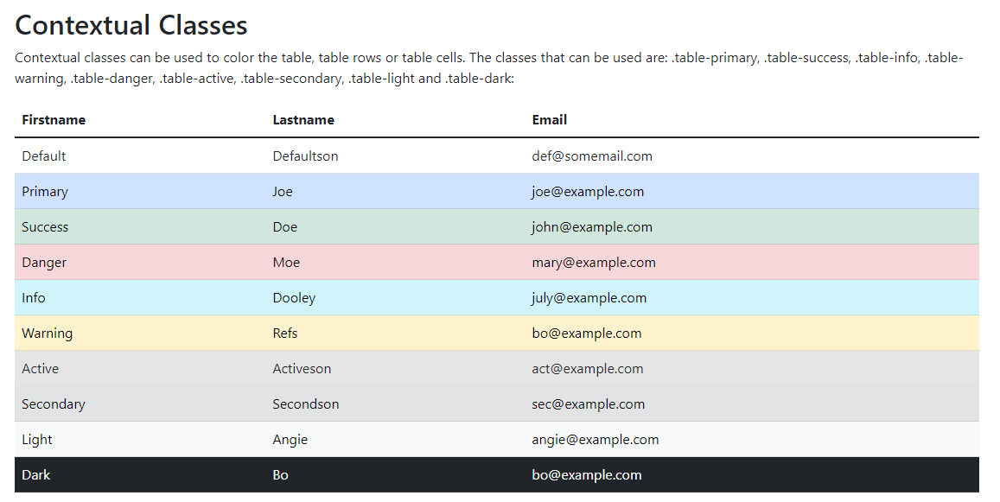 Contextual Classes
Contextual classes can be used to color the table, table rows or table cells. The classes that can be used are: .table-primary, .table-success, .table-info, .table-
warning, .table-danger, .table-active, .table-secondary, .table-light and .table-dark:
Firstname Lastname Email
Default Defaultson def@somemail.com
Primary Joe joe@example.com
Success Doe john@example.com
Danger Moe mary@example.com
Info Dooley july@example.com
Warning Refs bo@example.com
Active Activeson act@example.com
Secondary Secondson sec@example.com
Light Angie angie@example.com
Dark Bo bo@example.com